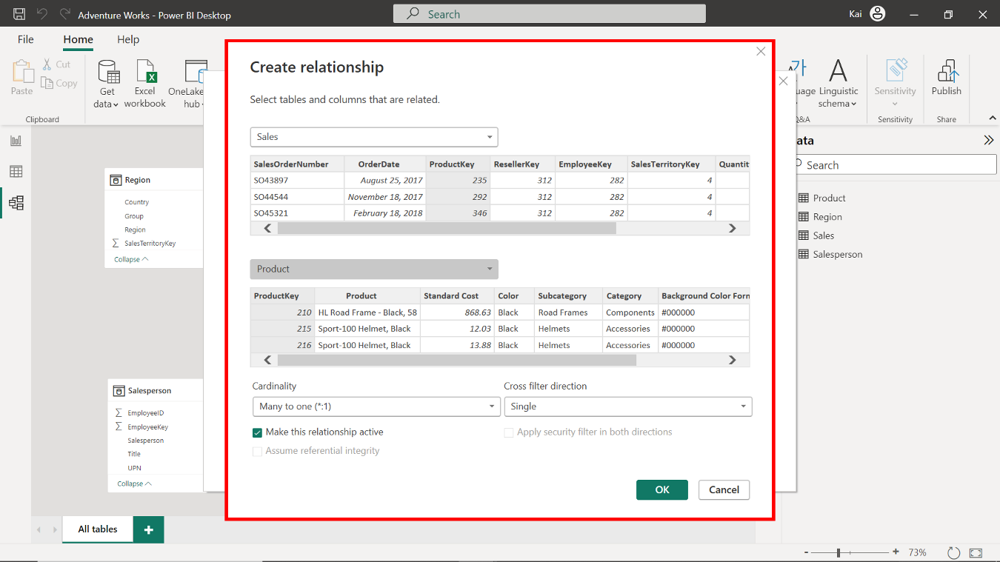 Adventure Works - Power BI Desktop
Search
Kai
File
Home
Help
Paste
Cut
Copy
Clipboard
Get
data
Excel
workbook
OneLake
hub
Linguistic
schema
Sensitivity
Sensitivity
Publish
Share
Region
Country
Group
Region
SalesTerritoryKey
Collapse
Salesperson
EmployeeID
EmployeeKey
Salesperson
Title
UPN
Collapse
Create relationship
Select tables and columns that are related.
Sales
SalesOrderNumber OrderDate ProductKey ResellerKey EmployeeKey SalesTerritoryKey Quantit
SO43897 August 25, 2017 235 312 282 4
SO44544 November 18, 2017 292 312 282 4
SO45321 February 18, 2018 346 312 282 4
Product
ProductKey Product Standard Cost Color Subcategory Category Background Color Forn
210 HL Road Frame - Black, 58 868.63 Black Road Frames Components #000000
215 Sport-100 Helmet, Black 12.03 Black Helmets Accessories #000000
216 Sport-100 Helmet, Black 13.88 Black Helmets Accessories #000000
Cardinality
Many to one (*:1)
Cross filter direction
Single
Make this relationship active
Apply security filter in both directions
Assume referential integrity
OK
Cancel
ata
Search
Product
Region
Sales
Salesperson
All tables
+
- + 73%